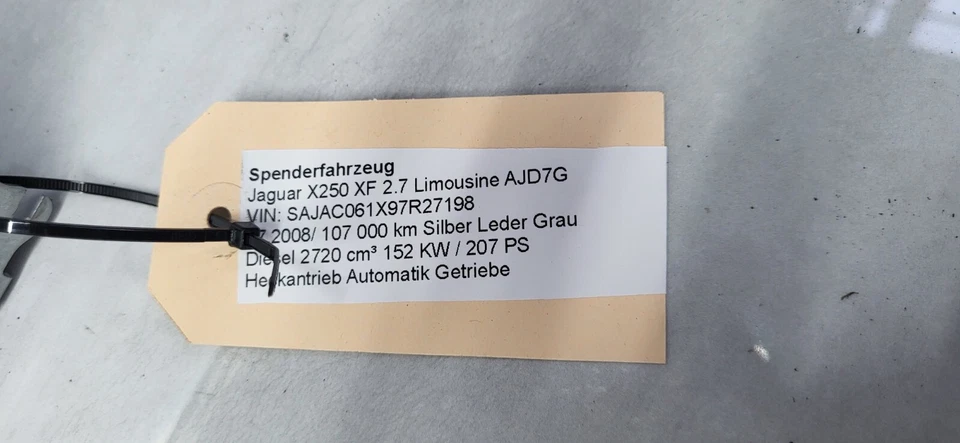 Spenderfahrzeug
Jaguar X250 XF 2.7 Limousine AJD7G
VIN: SAJAC061X97R27198
2008/ 107 000 km Silber Leder Grau
Diesel 2720 cm³ 152 KW / 207 PS
Heckantrieb Automatik Getriebe